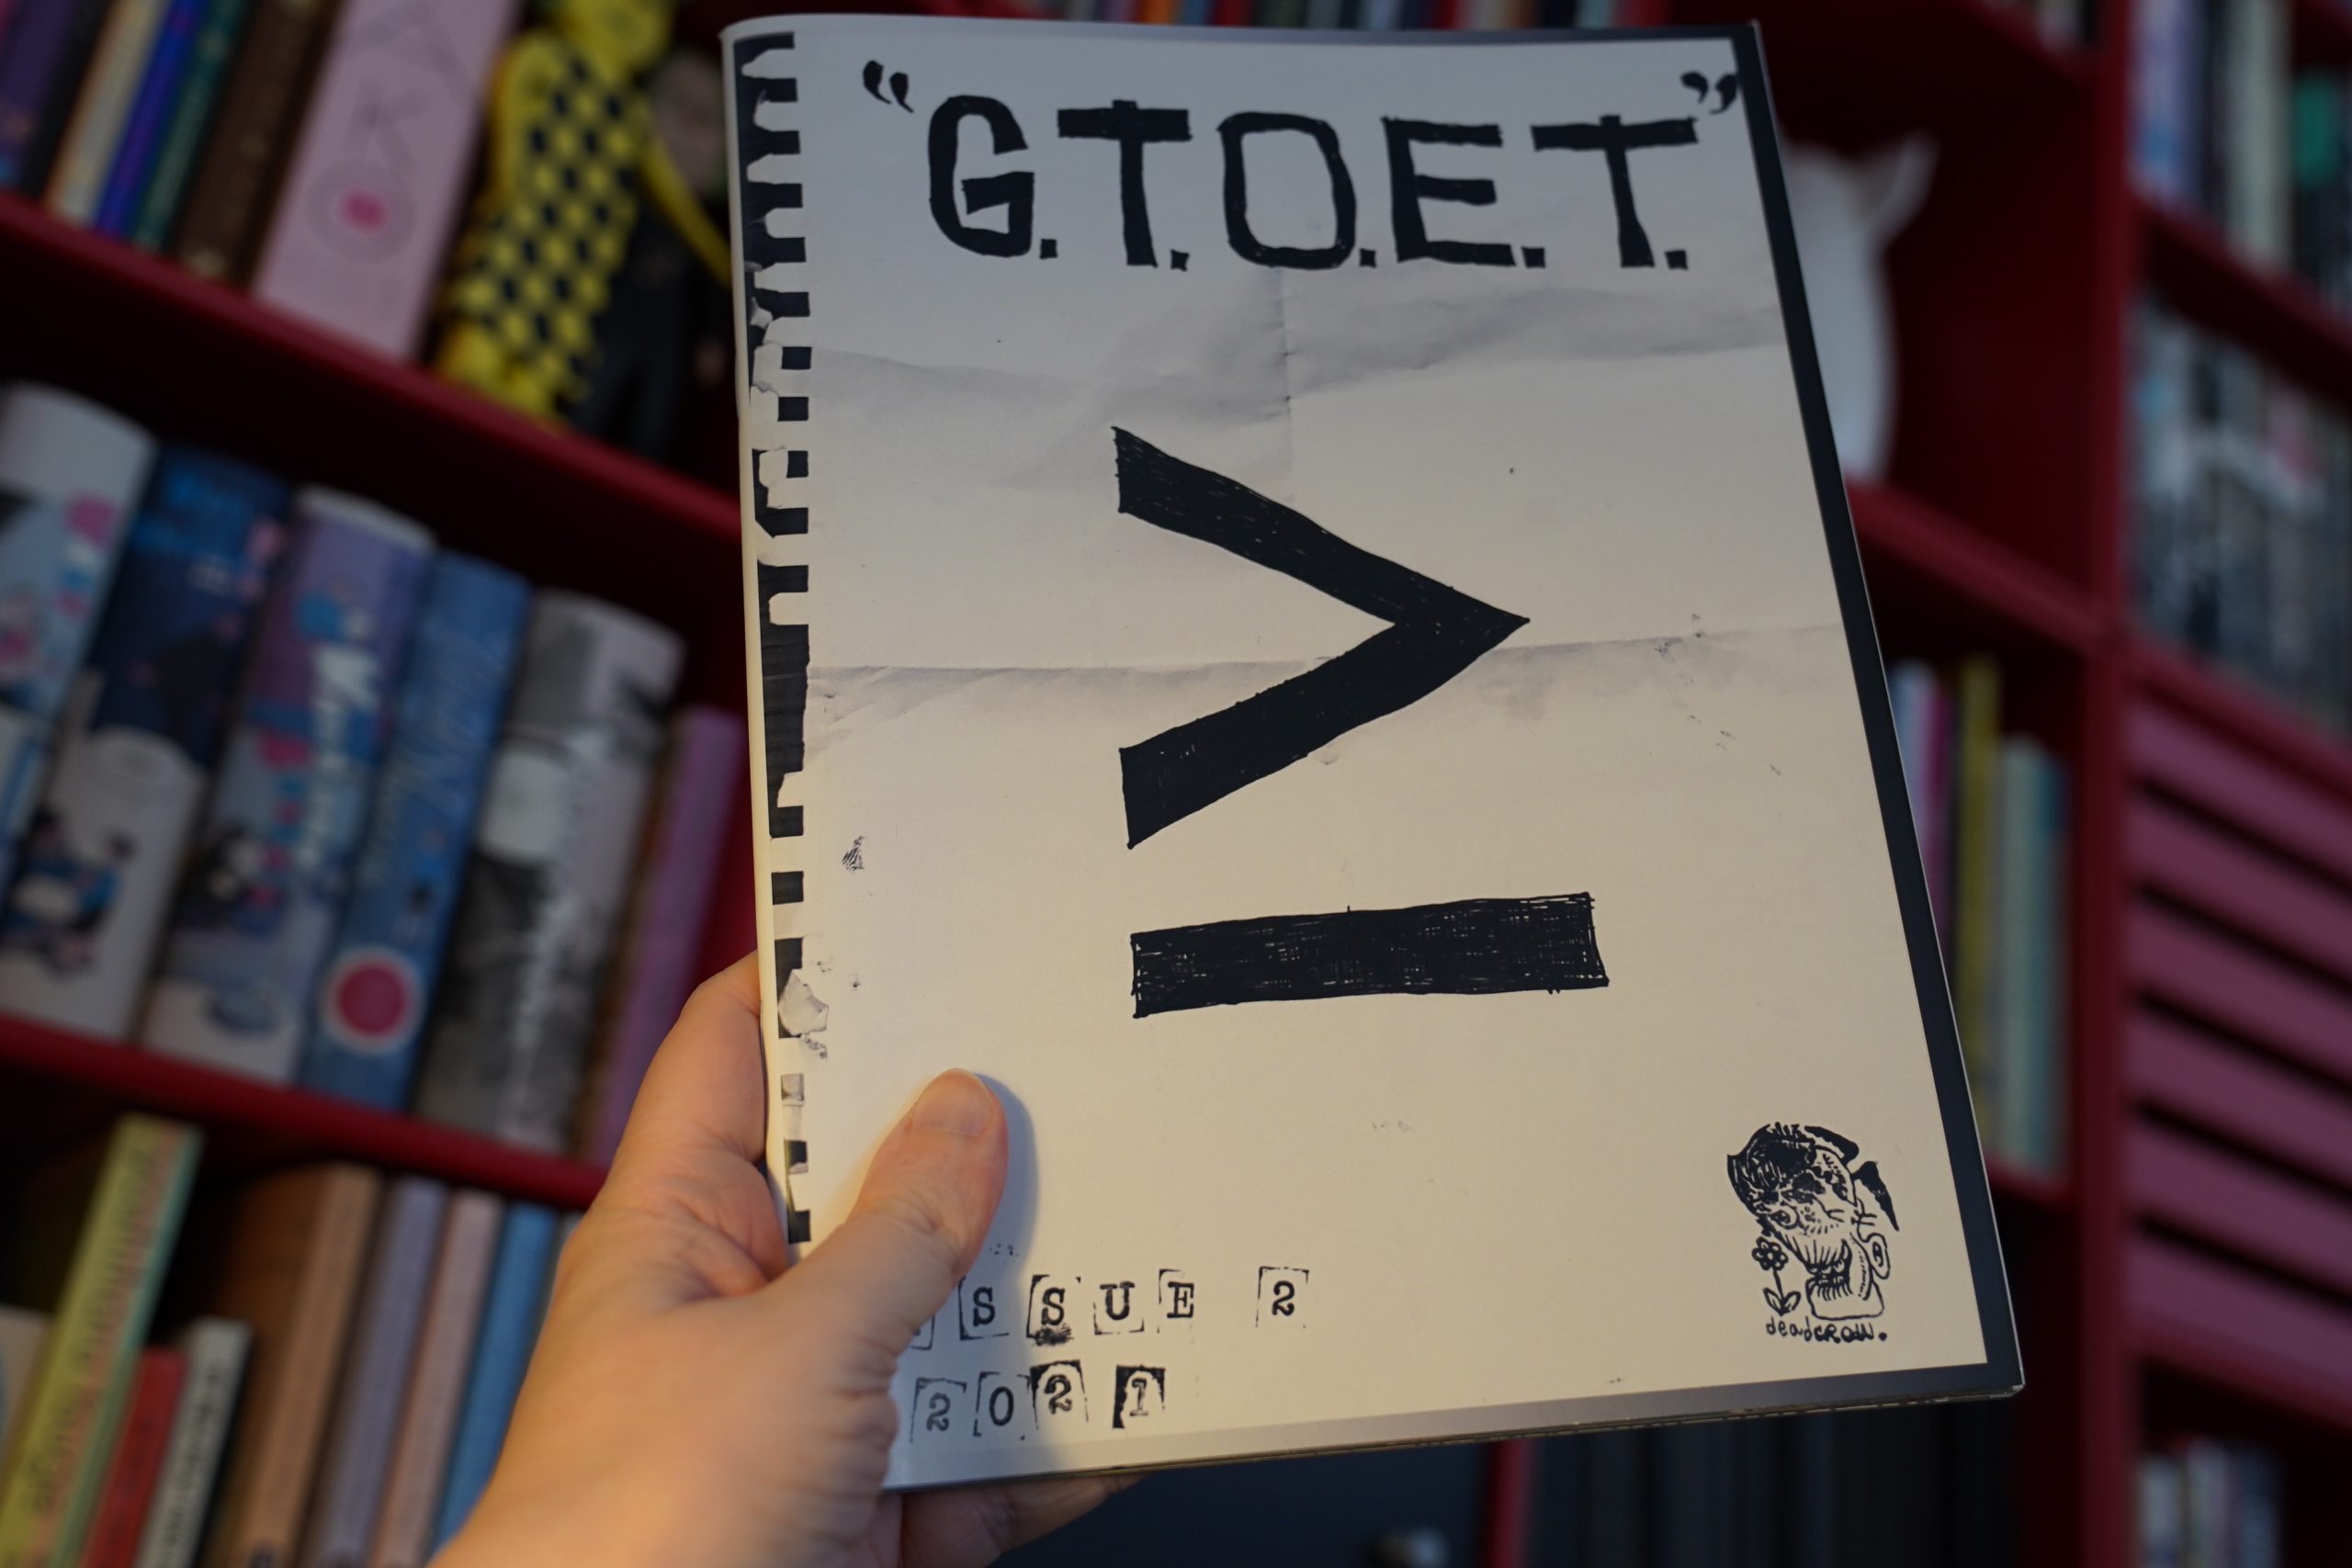 “G.T.O.E.T.”
>
SSUE 2
2021
deadcrow.